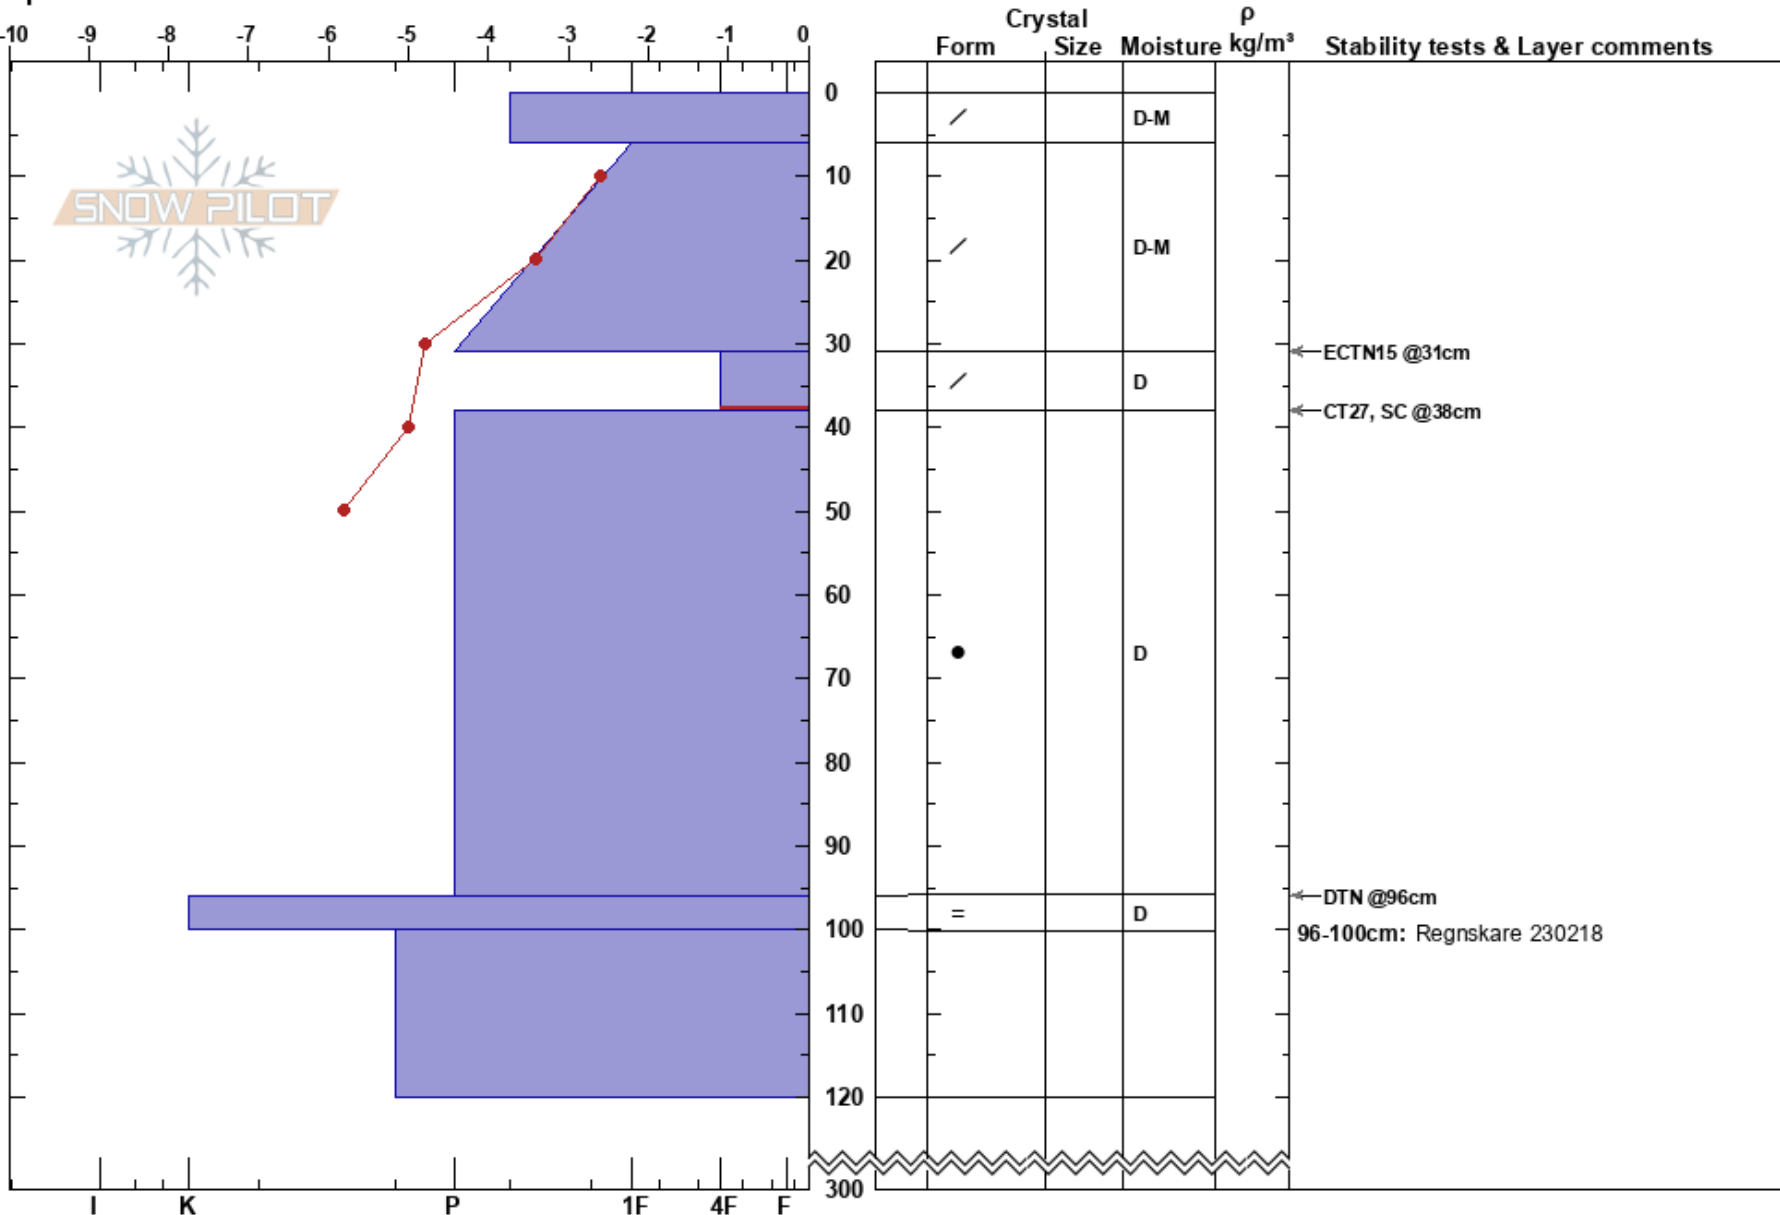 Crystal ρ
-10 -9 -8 -7 -6 -5 -4 -3 -2 -1 0 Form Size Moisture kg/m³ Stability tests & Layer comments
0
D-M
SNOW PILOT
10
D-M
20
30
ECTN15 @31cm
D
CT27, SC @38cm
40
50
60
D
70
80
90
DTN @96cm
= D
100
96-100cm: Regnskare 230218
110
120
300
I K P 1F 4F F